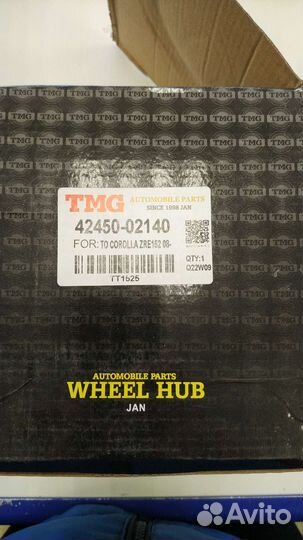 TMG AUTOMOBILE PARTS
SINCE 1998 JAN
42450-02140
FOR: TO COROLLA ZRE152 08-
QTY:1
Q22W09
TT1525
AUTOMOBILE PARTS
WHEEL HUB
JAN
Avito